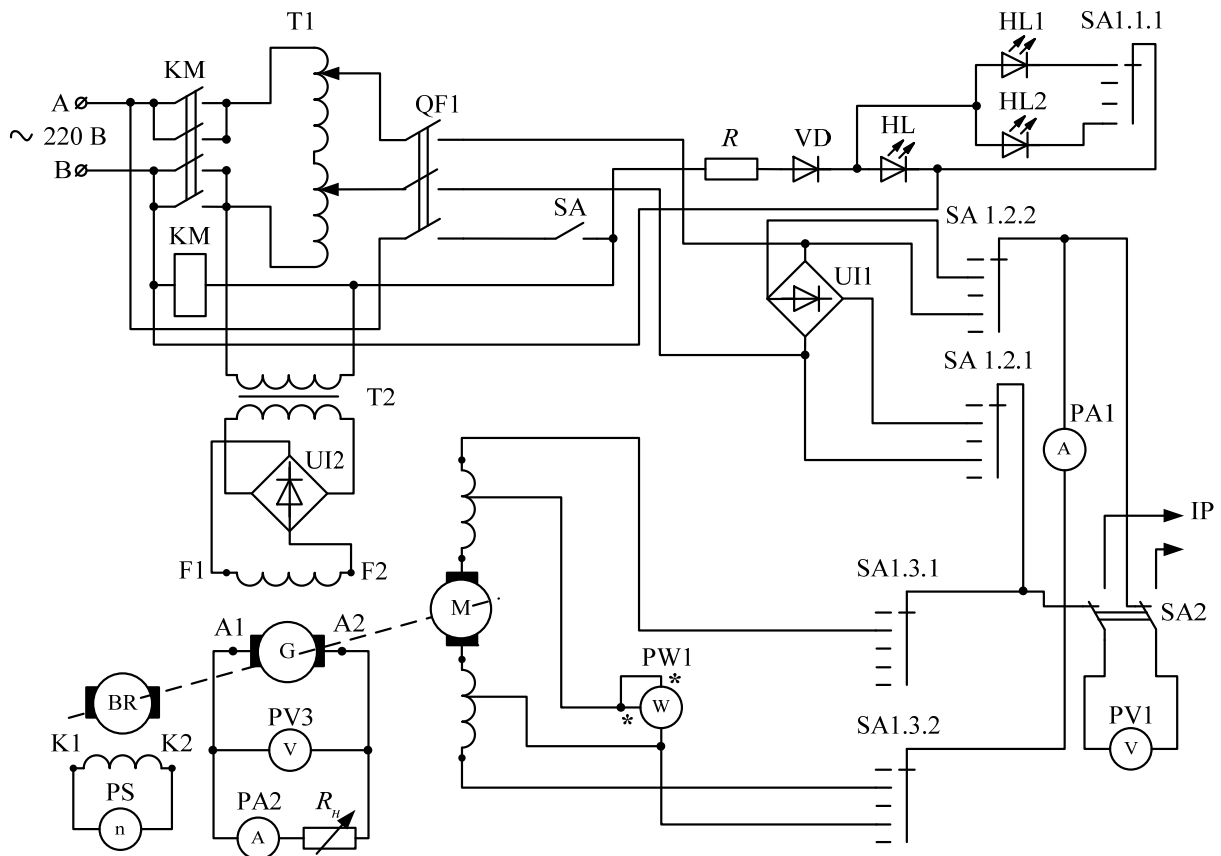 T1
HL1
SA1.1.1
KM
A
QF1
HL2
~ 220 В
R
VD
HL
В
SA
SA 1.2.2
KM
UI1
SA 1.2.1
T2
PA1
A
UI2
IP
F1
F2
SA1.3.1
M
SA2
A1
A2
G
PW1
*
BR
W
*
PV3
SA1.3.2
PV1
K1
K2
V
V
PS
PA2
Rн
n
A